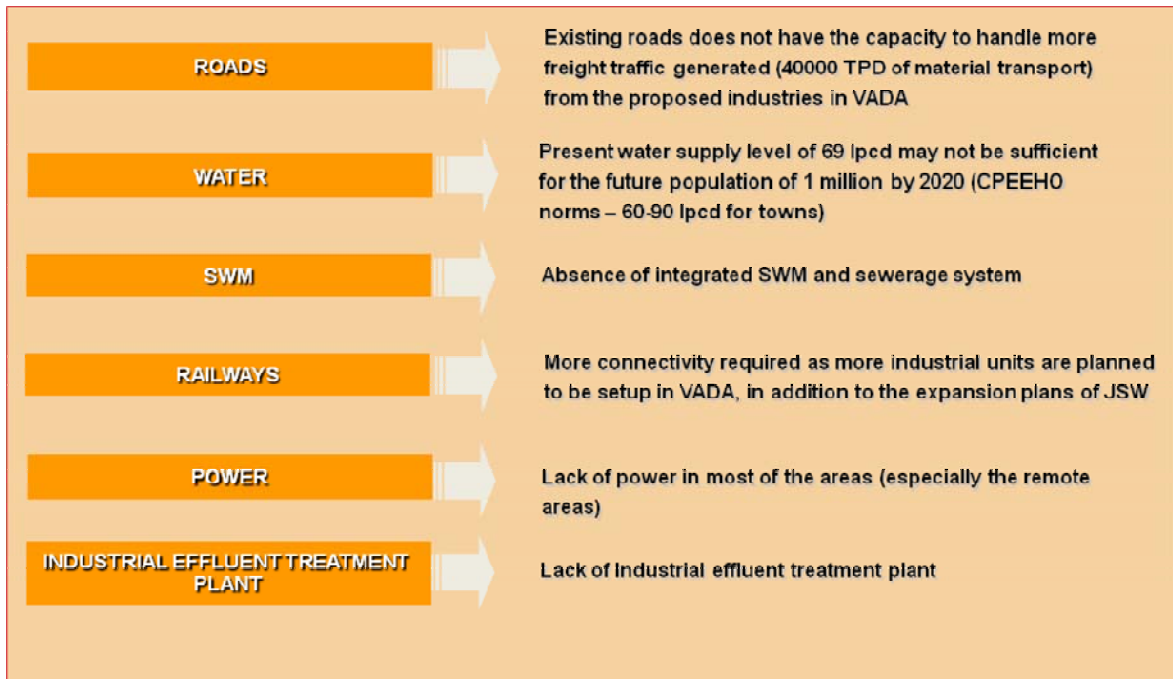 ROADS
Existing roads does not have the capacity to handle more
freight traffic generated (40000 TPD of material transport)
from the proposed industries in VADA
WATER
Present water supply level of 69 lpcd may not be sufficient
for the future population of 1 million by 2020 (CPEEHO
norms – 60-90 lpcd for towns)
SWM
Absence of integrated SWM and sewerage system
RAILWAYS
More connectivity required as more industrial units are planned
to be setup in VADA, in addition to the expansion plans of JSW
POWER
Lack of power in most of the areas (especially the remote
areas)
INDUSTRIAL EFFLUENT TREATMENT
PLANT
Lack of Industrial effluent treatment plant